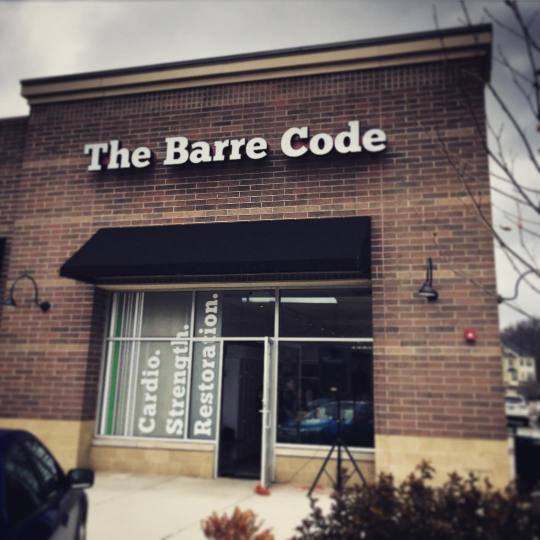 The Barre Code
Cardio.
Strength.
Restoration.